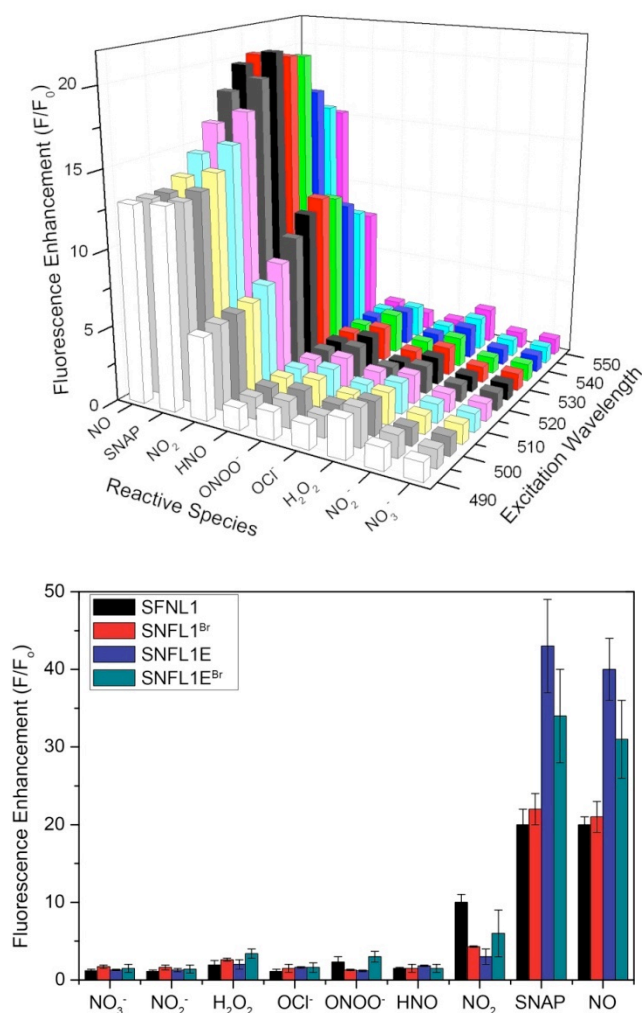 Fluorescence Enhancement (F/F₀)
20
15
10
5
0
NO
SNAP
NO₂
HNO
ONOO⁻
OCl⁻
H₂O₂
NO₂⁻
NO₃⁻
Reactive Species
490
500
510
520
530
540
550
Excitation Wavelength
Fluorescence Enhancement (F/Fₒ)
50
40
30
20
10
0
SFNL1
SNFL1ᴮʳ
SNFL1E
SNFL1Eᴮʳ
NO₃⁻ NO₂⁻ H₂O₂ OCl⁻ ONOO⁻ HNO NO₂ SNAP NO